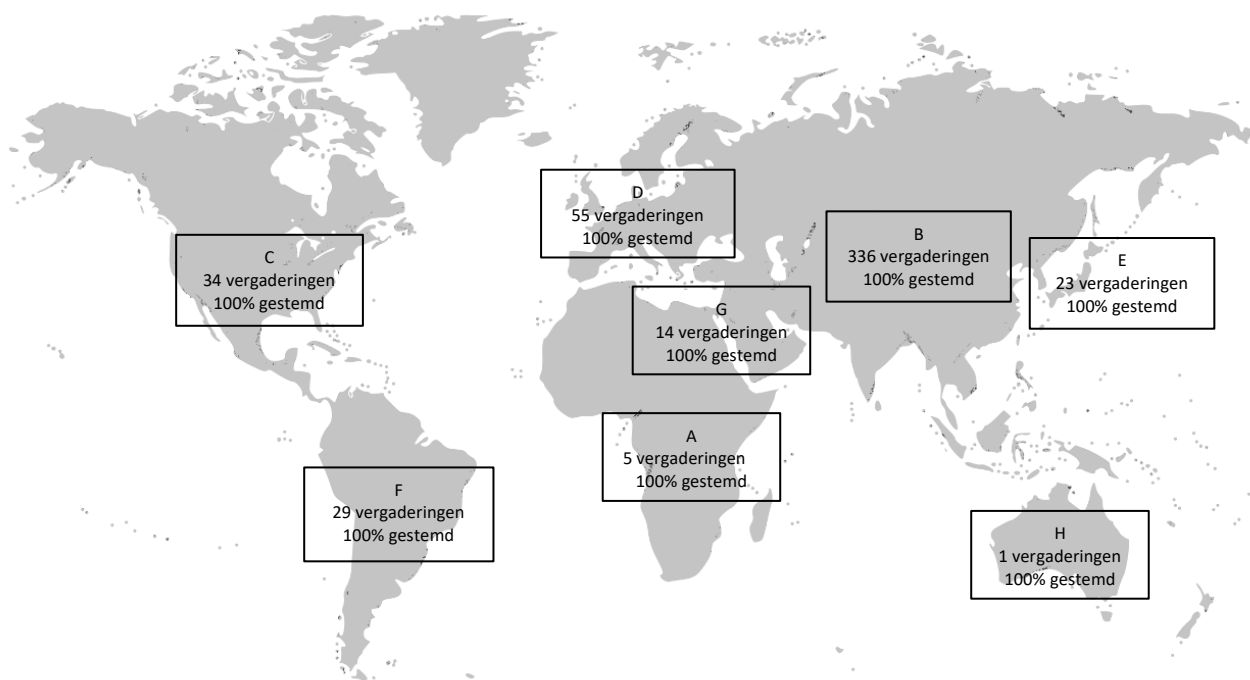 D
55 vergaderingen
100% gestemd
B
336 vergaderingen
100% gestemd
C
34 vergaderingen
100% gestemd
E
23 vergaderingen
100% gestemd
G
14 vergaderingen
100% gestemd
A
5 vergaderingen
100% gestemd
F
29 vergaderingen
100% gestemd
H
1 vergaderingen
100% gestemd